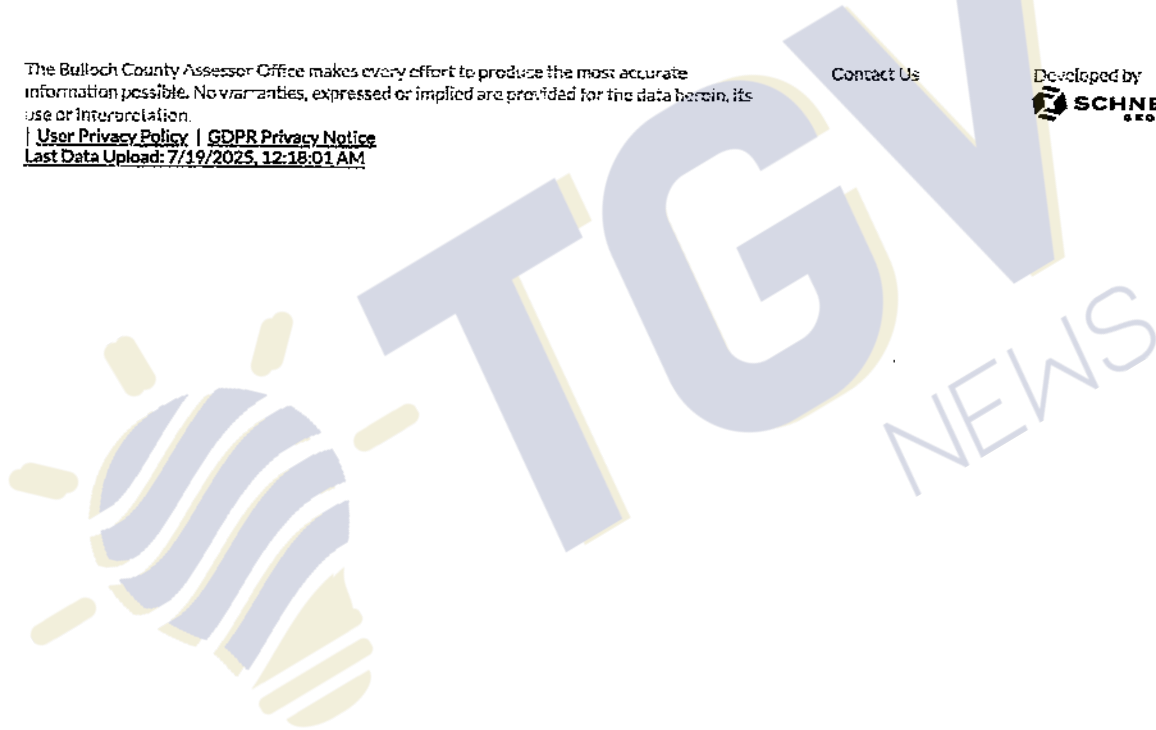 The Bulloch County Assessor Office makes every effort to produce the most accurate
information possible. No warranties, expressed or implied are provided for the data herein, its
use or interpretation.
| User Privacy Policy | GDPR Privacy Notice
Last Data Upload: 7/19/2025, 12:18:01 AM
Contact Us
Developed by
SCHNE
GEO
TGV
NEWS